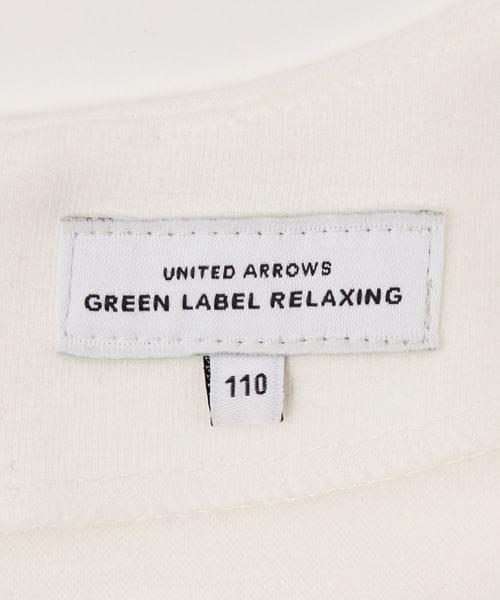 UNITED ARROWS
GREEN LABEL RELAXING
110